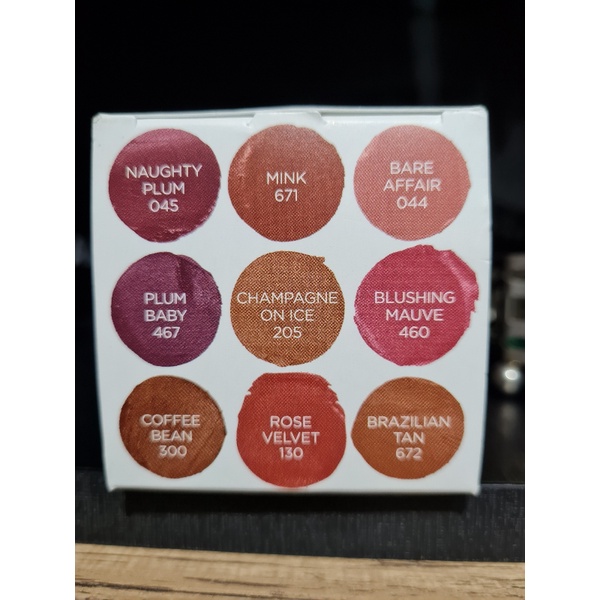 NAUGHTY
PLUM
045
MINK
671
BARE
AFFAIR
044
PLUM
BABY
467
CHAMPAGNE
ON ICE
205
BLUSHING
MAUVE
460
COFFEE
BEAN
300
ROSE
VELVET
130
BRAZILIAN
TAN
672